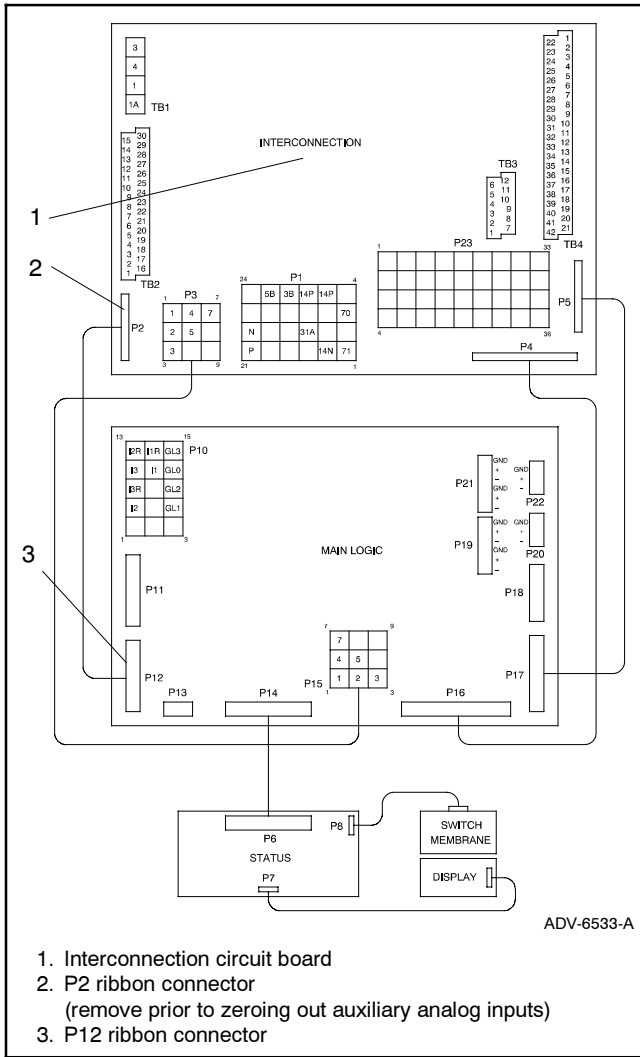 3
4
1
1A
TB1
INTERCONNECTION
1
15 30
14 29
13 28
12 27
11 26
10 25
9 24
8 23
7 22
6 21
5 20
4 19
3 18
2 17
1 16
TB2
22 1
23 2
24 3
25 4
26 5
27 6
28 7
29 8
30 9
31 10
32 11
33 12
34 13
35 14
36 15
37 16
38 17
39 18
40 19
41 20
42 21
TB4
TB3
6 12
5 11
4 10
3 9
2 8
1 7
2
P2
P3
1 7
1 4 7
2 5
3
3 9
P1
24 4
5B 3B 14P 14P
70
N 31A
P 14N 71
21 1
P23
1 33
4 36
P5
P4
13 15
I2R I1R GL3
I3 I1 GL0
I3R GL2
I2 GL1
1 3
P10
P21
GND
+
-
GND
+
-
GND
+
-
P22
P19
GND
+
-
GND
+
-
GND
+
-
P20
MAIN LOGIC
3
P11
P18
P12
P13
P14
P15
7 9
7
4 5
1 2 3
1 3
P16
P17
P6
P8
STATUS
P7
SWITCH
MEMBRANE
DISPLAY
ADV-6533-A
1. Interconnection circuit board
2. P2 ribbon connector
(remove prior to zeroing out auxiliary analog inputs)
3. P12 ribbon connector